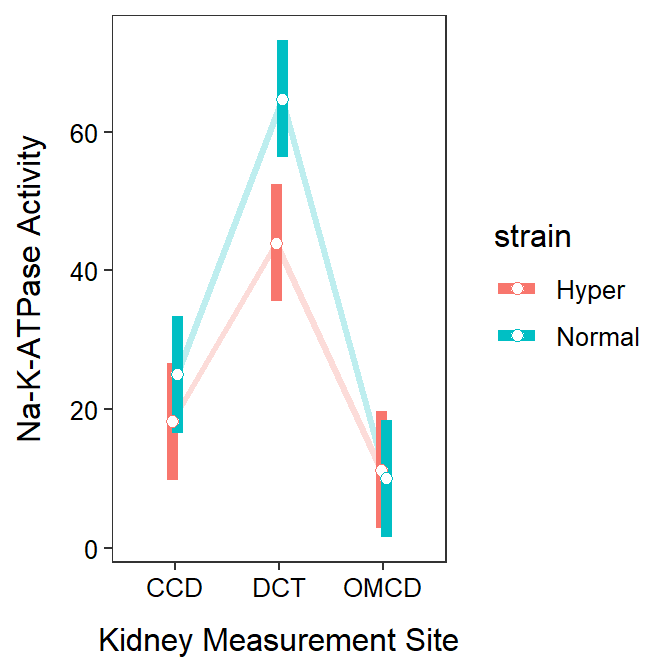 Na-K-ATPase Activity
60
40
20
0
CCD DCT OMCD
Kidney Measurement Site
strain
Hyper
Normal